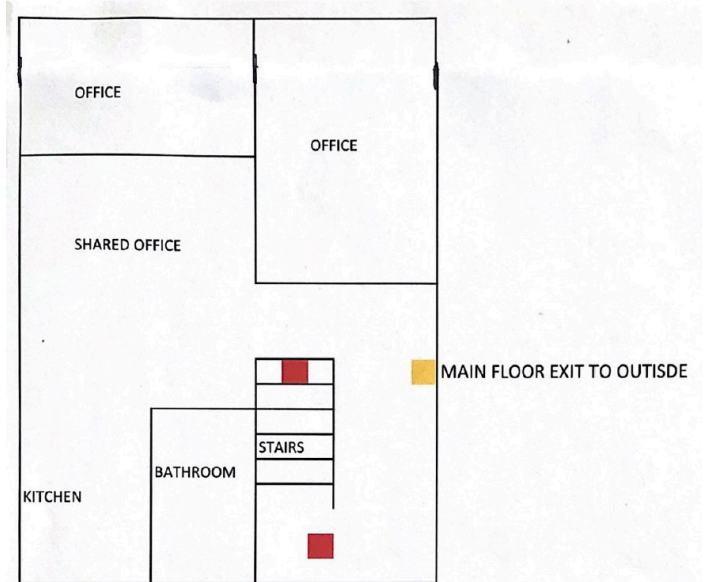 OFFICE
OFFICE
SHARED OFFICE
MAIN FLOOR EXIT TO OUTISDE
STAIRS
BATHROOM
KITCHEN